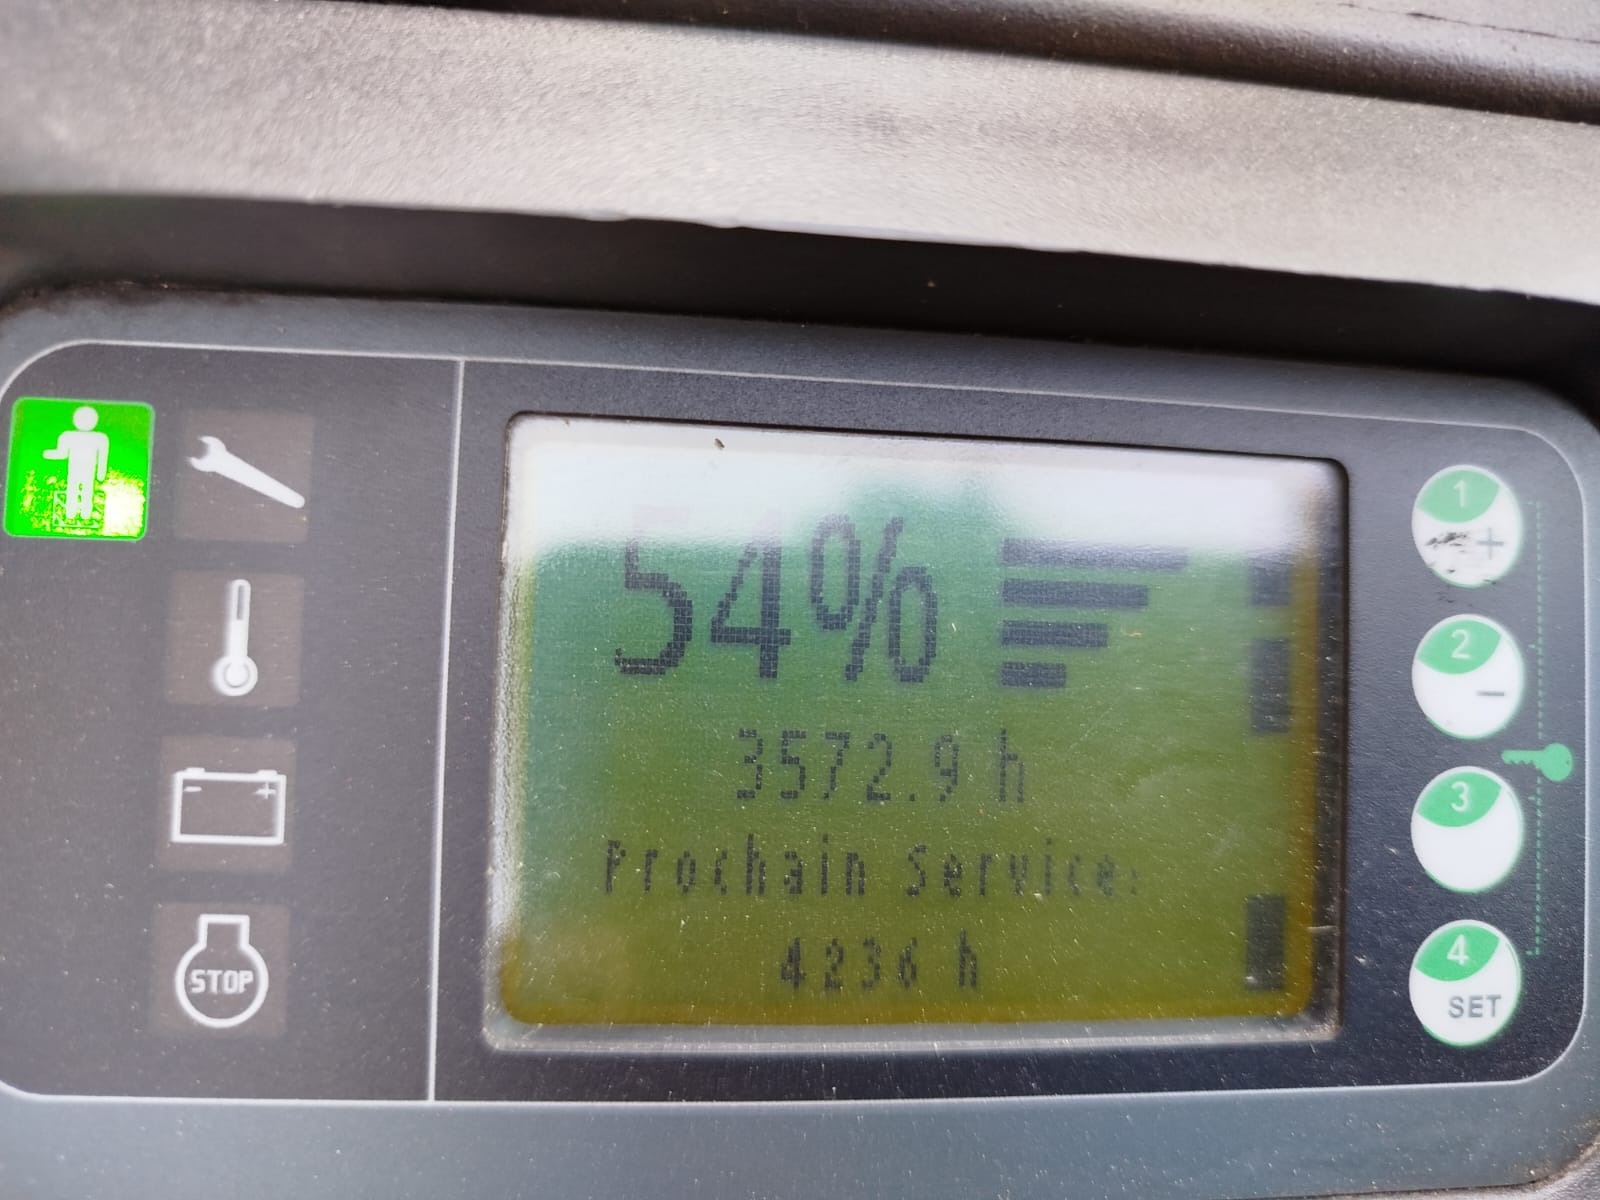 54%
3572.9 h
Prochain Service:
4236 h
STOP
1
+
2
-
3
4
SET